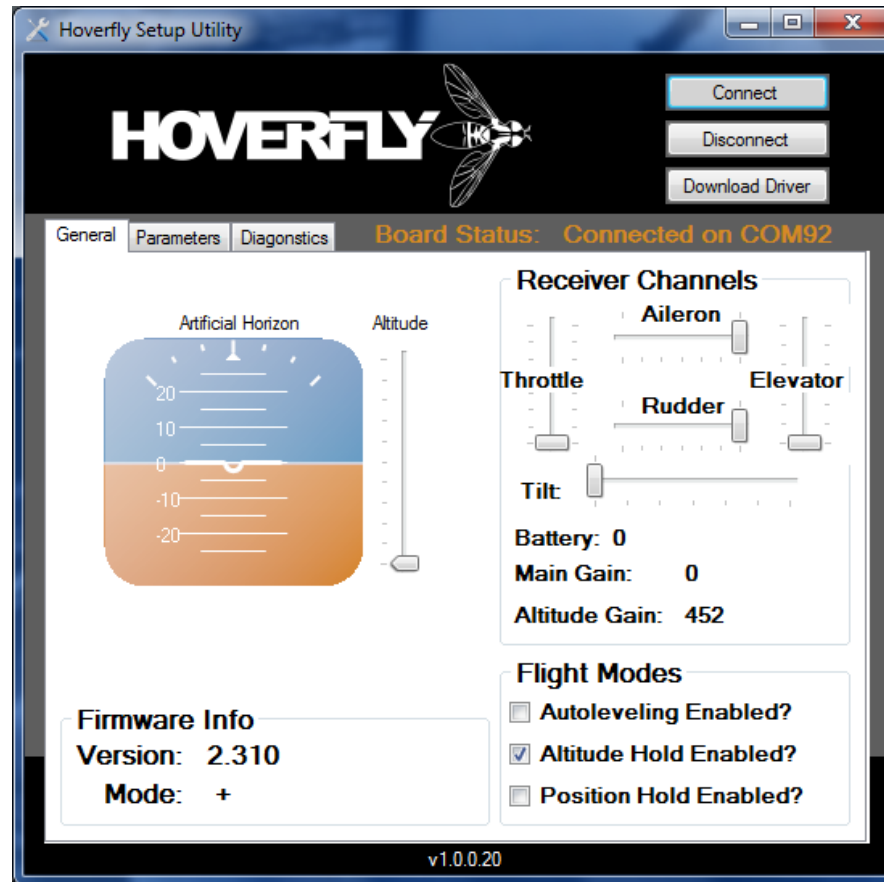 Hoverfly Setup Utility
HOVERFLY
Connect
Disconnect
Download Driver
General Parameters Diagonstics
Board Status: Connected on COM92
Artificial Horizon
Altitude
20
10
0
-10
-20
Receiver Channels
Aileron
Throttle
Elevator
Rudder
Tilt:
Battery: 0
Main Gain: 0
Altitude Gain: 452
Firmware Info
Version: 2.310
Mode: +
Flight Modes
Autoleveling Enabled?
Altitude Hold Enabled?
Position Hold Enabled?
v1.0.0.20